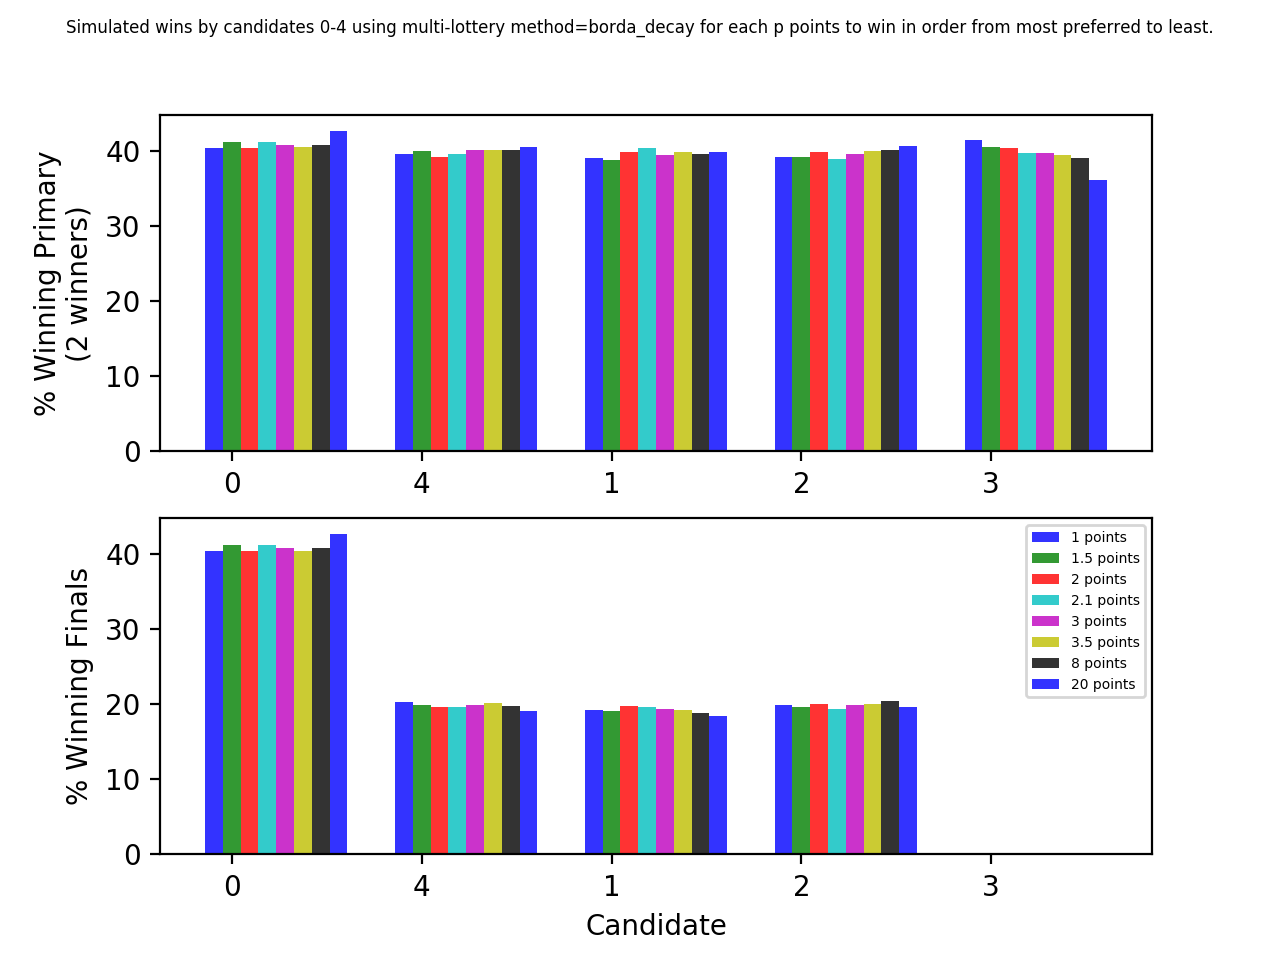 Simulated wins by candidates 0-4 using multi-lottery method=borda_decay for each p points to win in order from most preferred to least.
% Winning Primary
(2 winners)
40
30
20
10
0
0 4 1 2 3
% Winning Finals
40
30
20
10
0
1 points
1.5 points
2 points
2.1 points
3 points
3.5 points
8 points
20 points
0 4 1 2 3
Candidate